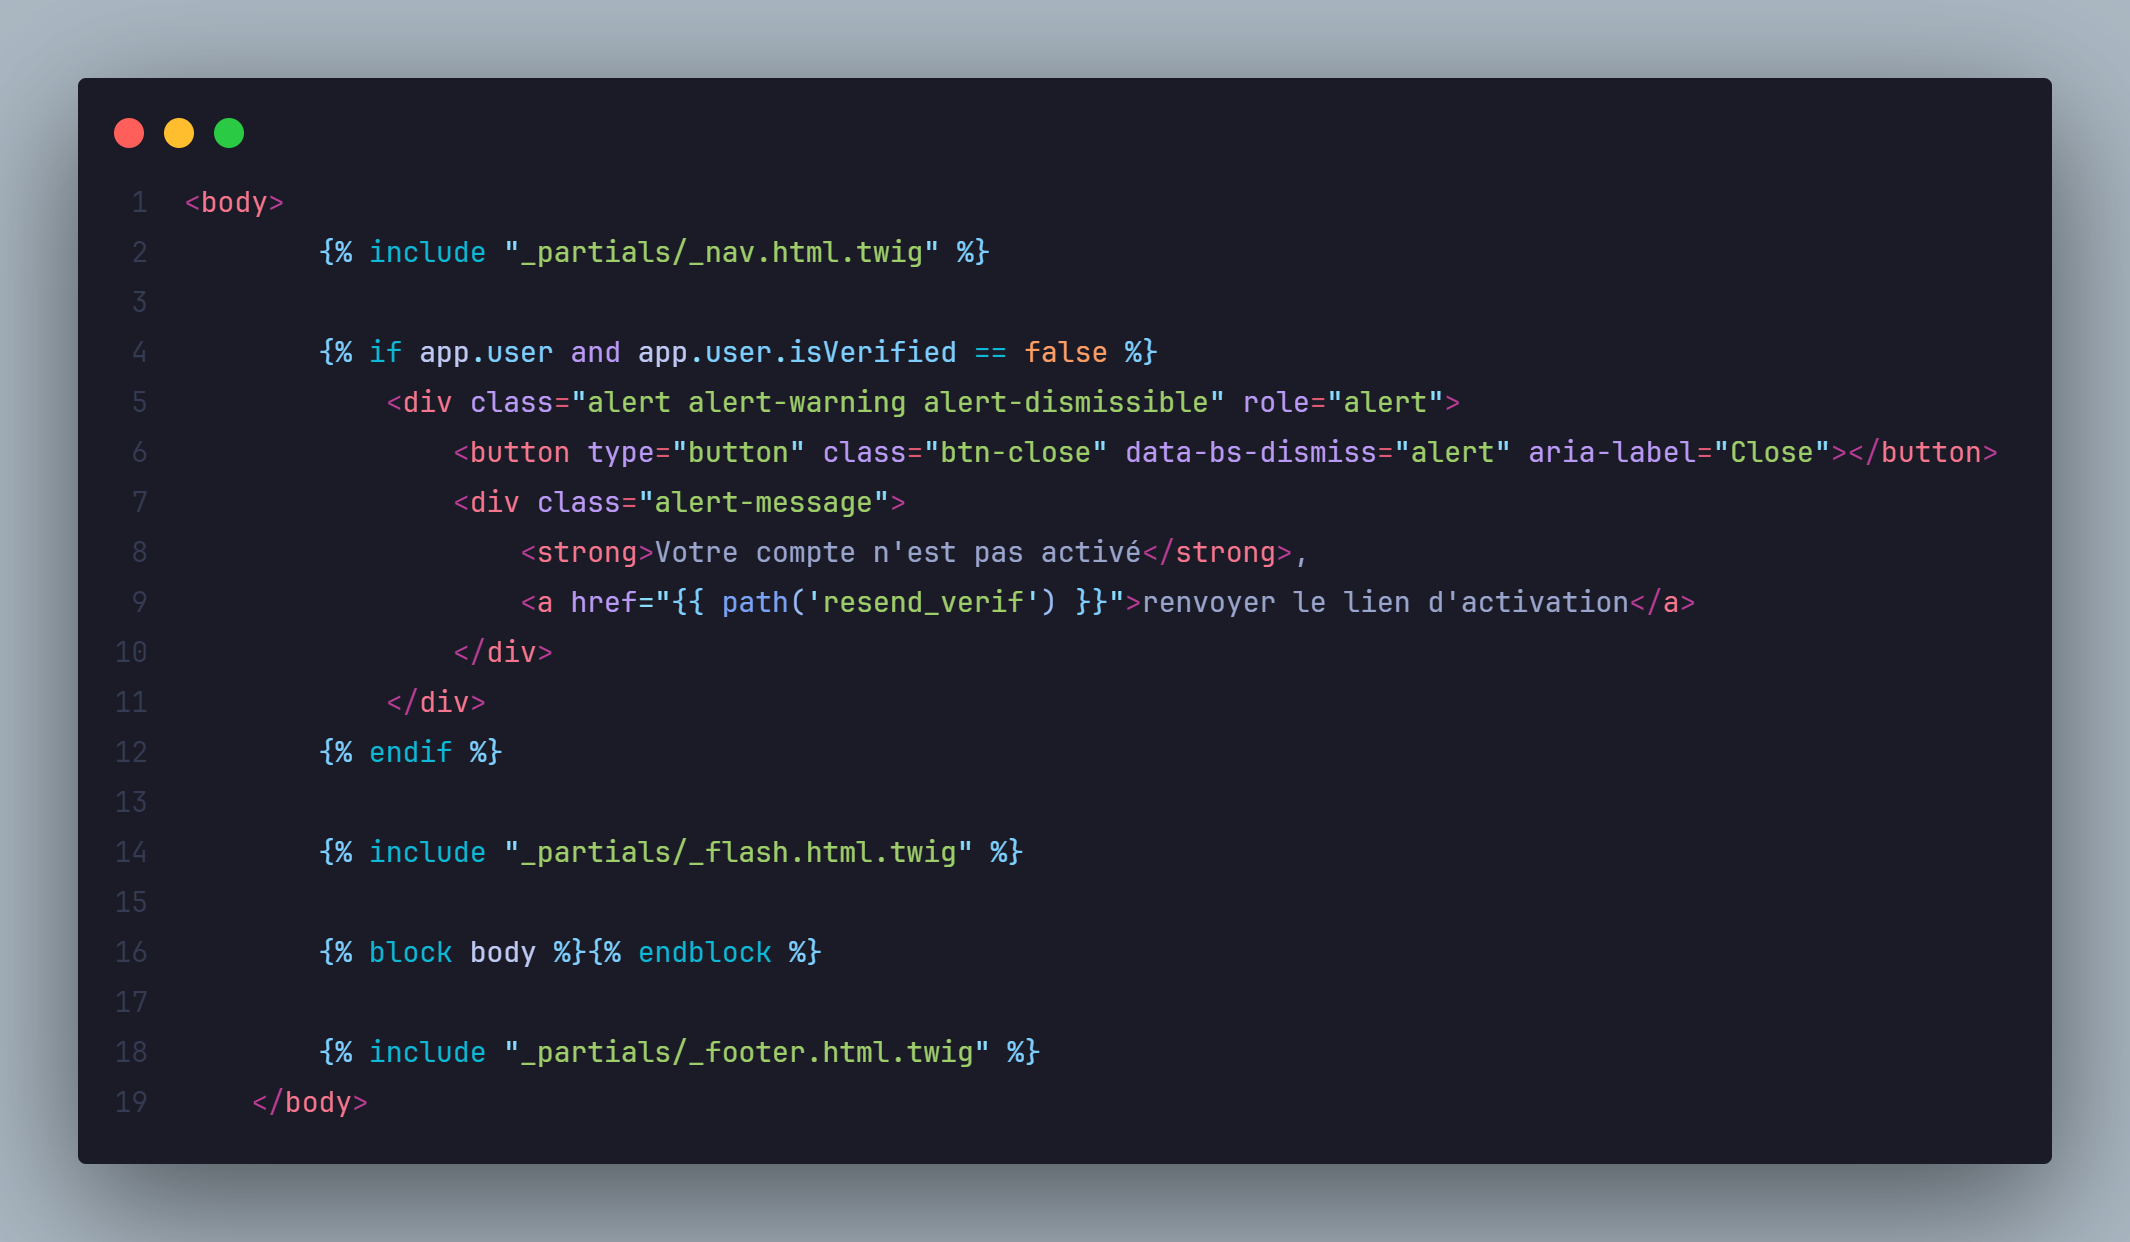 1 <body>
2         {% include "_partials/_nav.html.twig" %}
3
4         {% if app.user and app.user.isVerified == false %}
5             <div class="alert alert-warning alert-dismissible" role="alert">
6                 <button type="button" class="btn-close" data-bs-dismiss="alert" aria-label="Close"></button>
7                 <div class="alert-message">
8                     <strong>Votre compte n'est pas activé</strong>,
9                     <a href="{{ path('resend_verif') }}">renvoyer le lien d'activation</a>
10                 </div>
11             </div>
12         {% endif %}
13
14         {% include "_partials/_flash.html.twig" %}
15
16         {% block body %}{% endblock %}
17
18         {% include "_partials/_footer.html.twig" %}
19     </body>